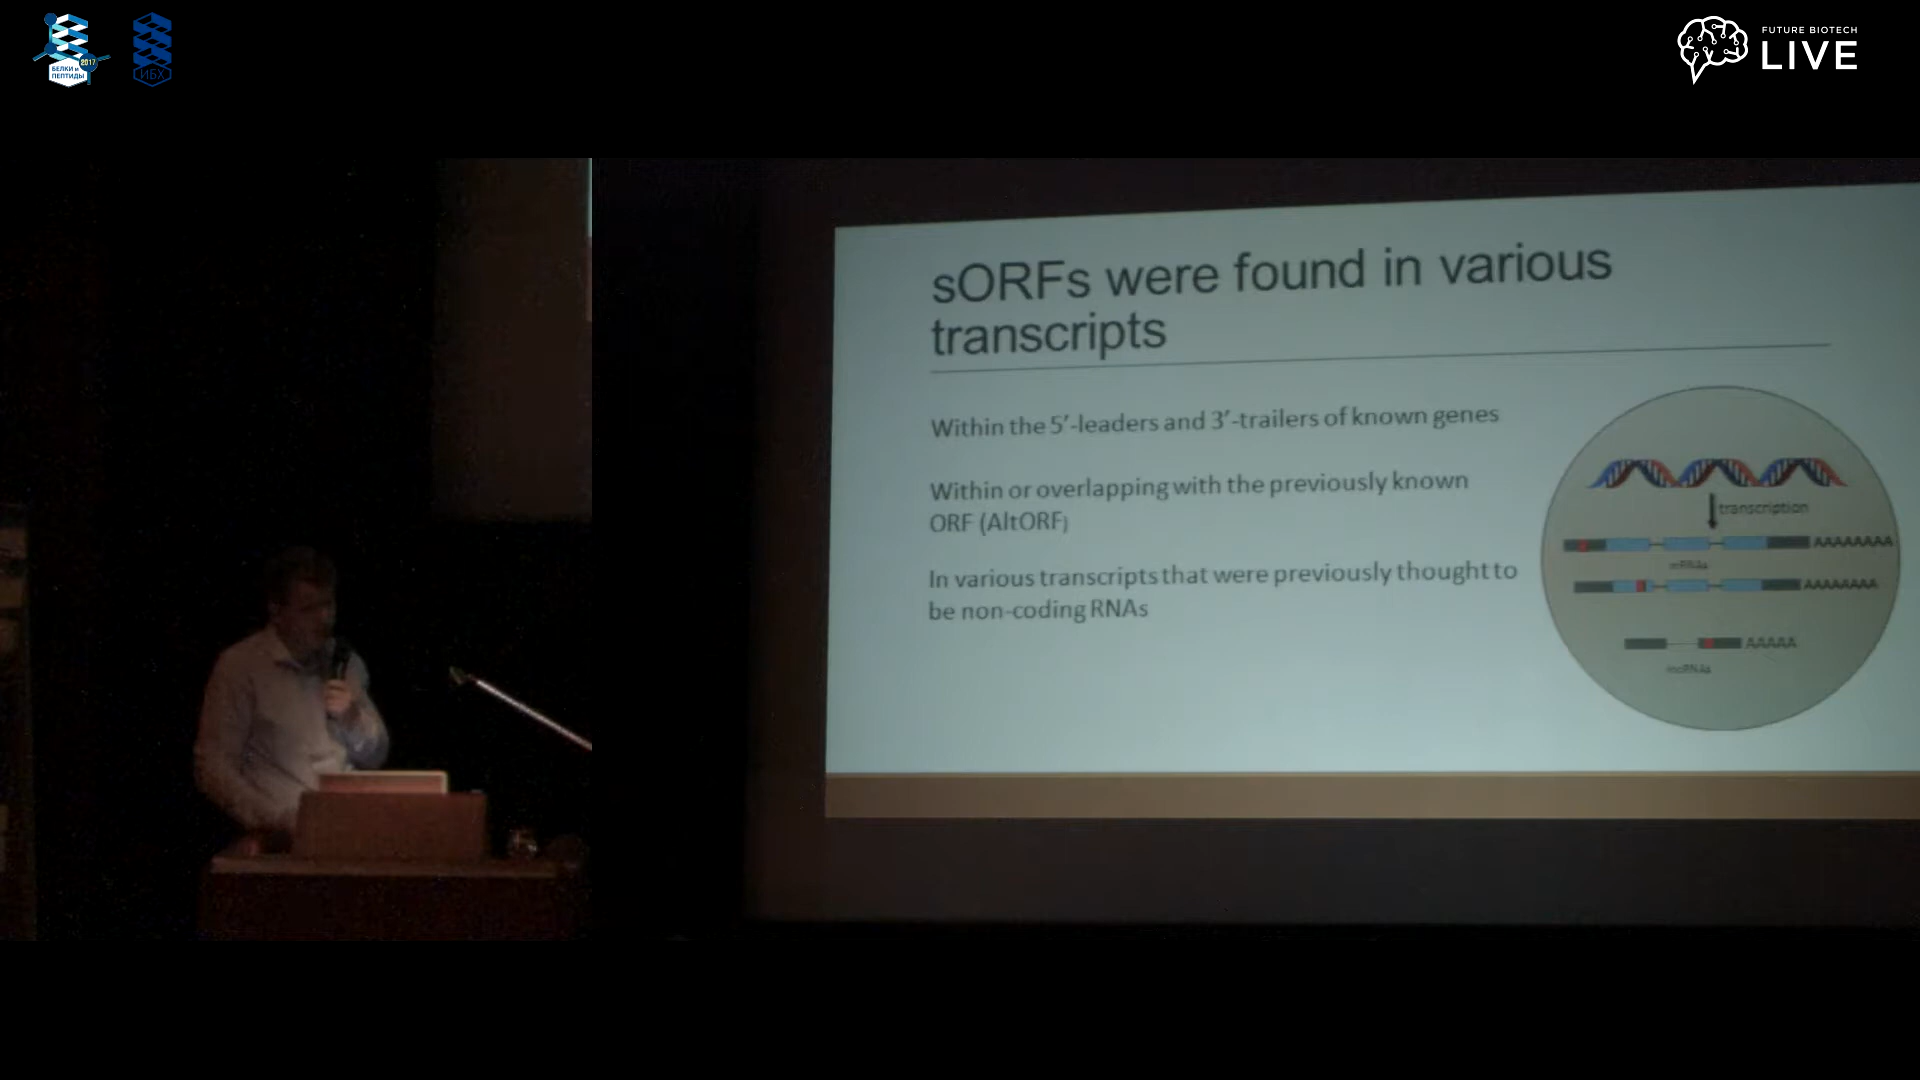 БЕЛКИ и
ПЕПТИДЫ
2017
ИБХ
FUTURE BIOTECH
LIVE
sORFs were found in various
transcripts
Within the 5′-leaders and 3′-trailers of known genes
Within or overlapping with the previously known
ORF (AltORF)
In various transcripts that were previously thought to
be non-coding RNAs
transcription
AAAAAAAA
mRNAs
AAAAAAAA
AAAAA